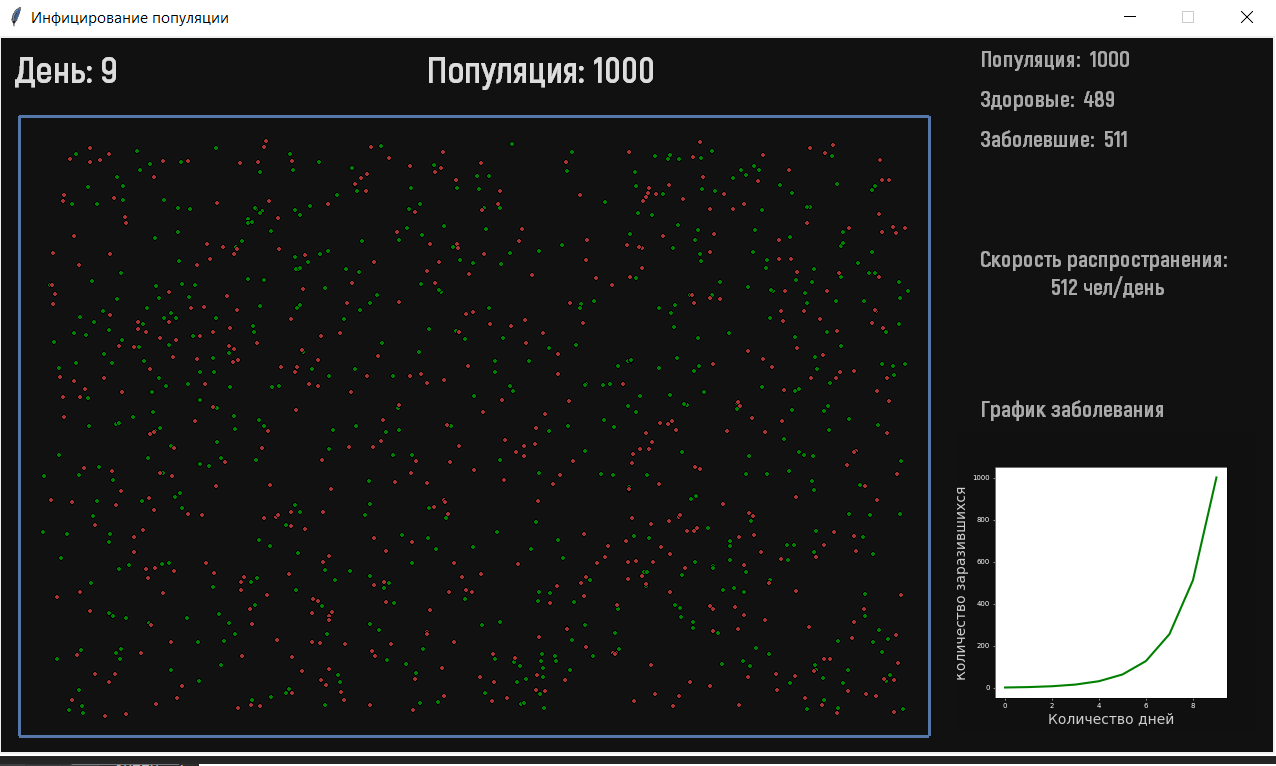 Инфицирование популяции
День: 9
Популяция: 1000
Популяция: 1000
Здоровые: 489
Заболевшие: 511
Скорость распространения:
512 чел/день
График заболевания
Количество заразившихся
1000
800
600
400
200
0
0 2 4 6 8
Количество дней